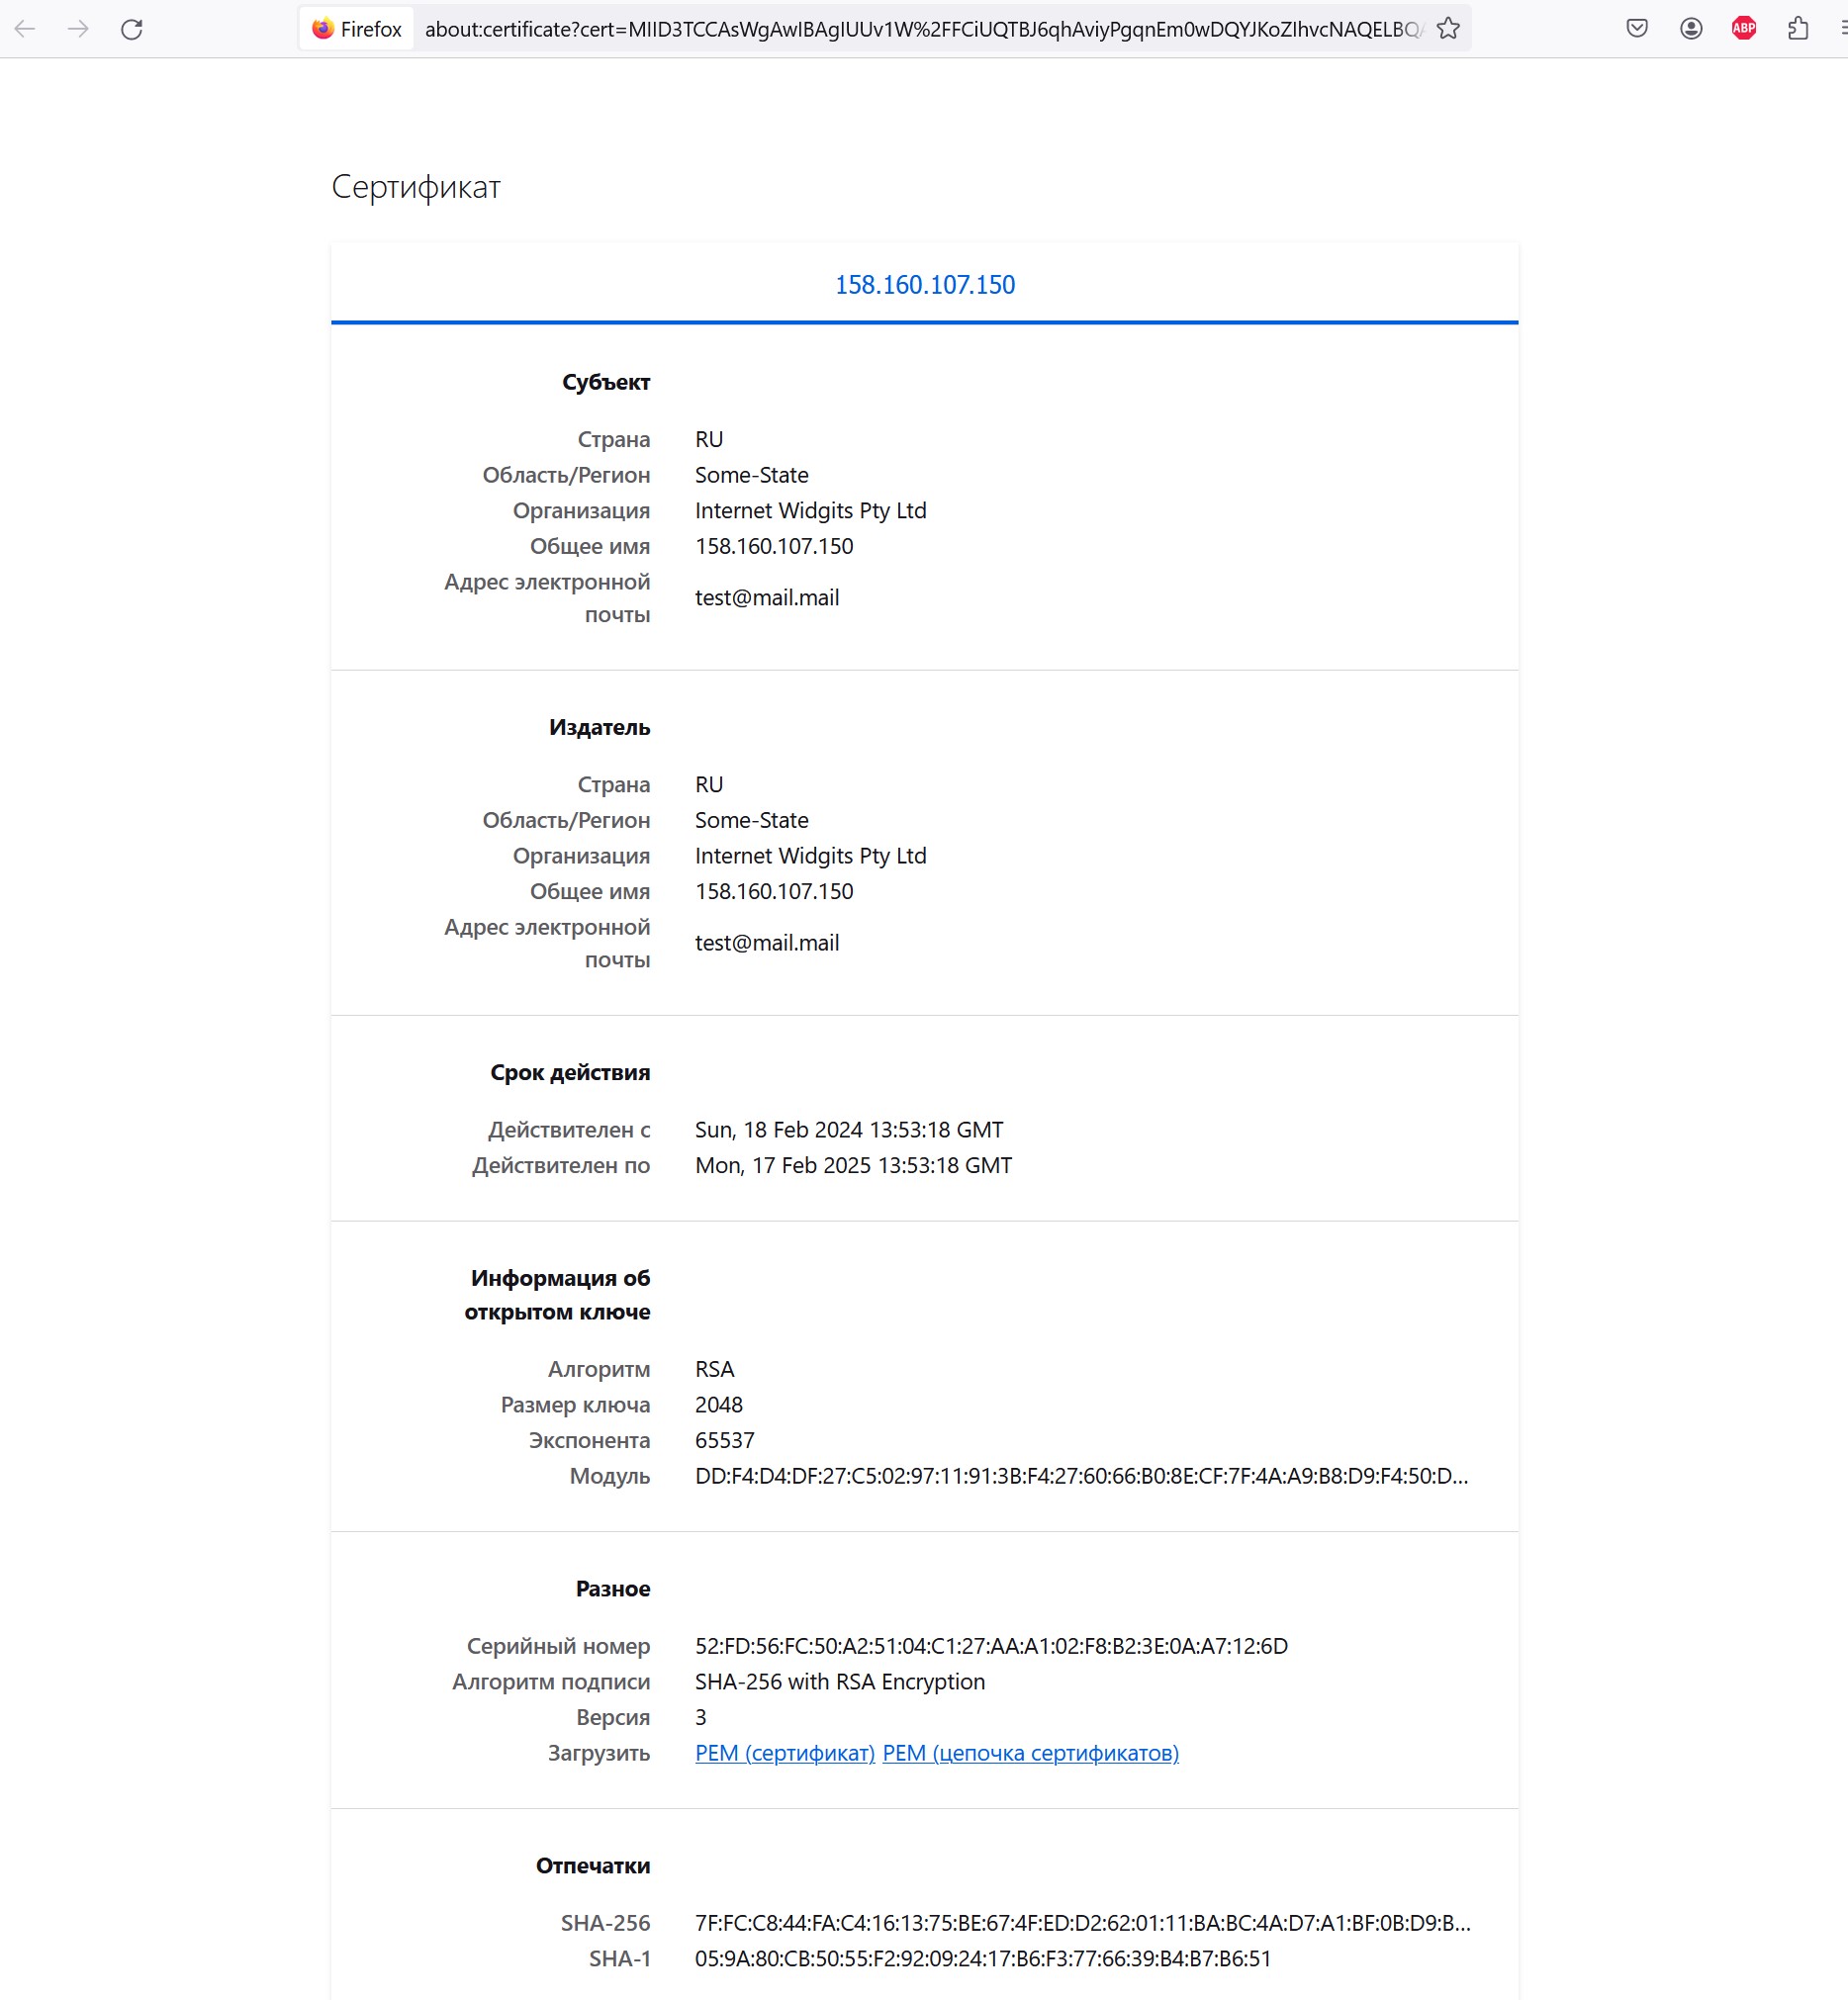 Firefox about:certificate?cert=MIID3TCCAsWgAwIBAgIUUv1W%2FFCiUQTBJ6qhAviyPgqnEm0wDQYJKoZIhvcNAQELBQA
ABP
Сертификат
158.160.107.150
Субъект
Страна RU
Область/Регион Some-State
Организация Internet Widgits Pty Ltd
Общее имя 158.160.107.150
Адрес электронной
почты test@mail.mail
Издатель
Страна RU
Область/Регион Some-State
Организация Internet Widgits Pty Ltd
Общее имя 158.160.107.150
Адрес электронной
почты test@mail.mail
Срок действия
Действителен с Sun, 18 Feb 2024 13:53:18 GMT
Действителен по Mon, 17 Feb 2025 13:53:18 GMT
Информация об
открытом ключе
Алгоритм RSA
Размер ключа 2048
Экспонента 65537
Модуль DD:F4:D4:DF:27:C5:02:97:11:91:3B:F4:27:60:66:B0:8E:CF:7F:4A:A9:B8:D9:F4:50:D...
Разное
Серийный номер 52:FD:56:FC:50:A2:51:04:C1:27:AA:A1:02:F8:B2:3E:0A:A7:12:6D
Алгоритм подписи SHA-256 with RSA Encryption
Версия 3
Загрузить PEM (сертификат) PEM (цепочка сертификатов)
Отпечатки
SHA-256 7F:FC:C8:44:FA:C4:16:13:75:BE:67:4F:ED:D2:62:01:11:BA:BC:4A:D7:A1:BF:0B:D9:B...
SHA-1 05:9A:80:CB:50:55:F2:92:09:24:17:B6:F3:77:66:39:B4:B7:B6:51